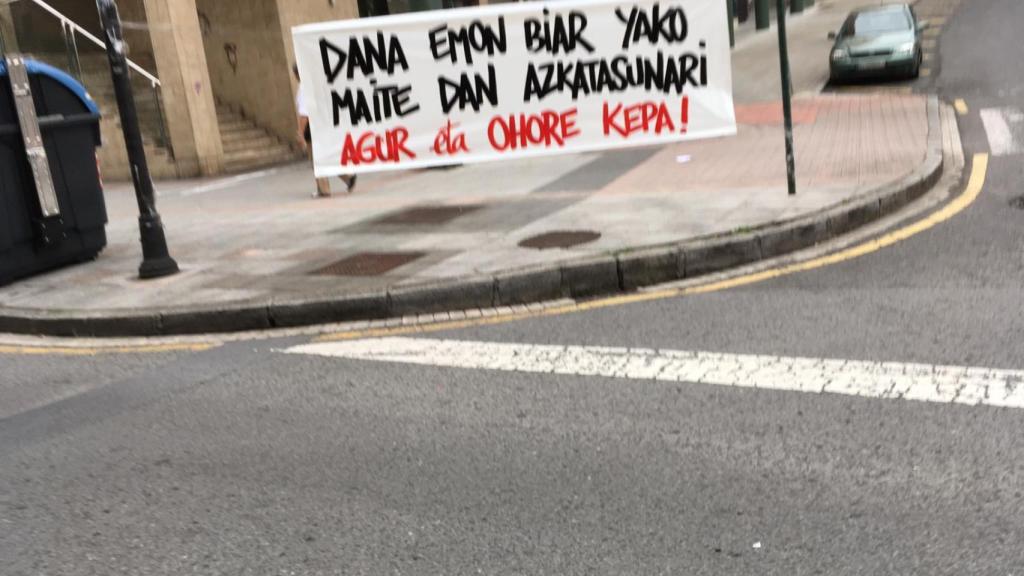 DANA EMON BIAR YAKO
MAITE DAN AZKATASUNARI
AGUR eta OHORE KEPA!